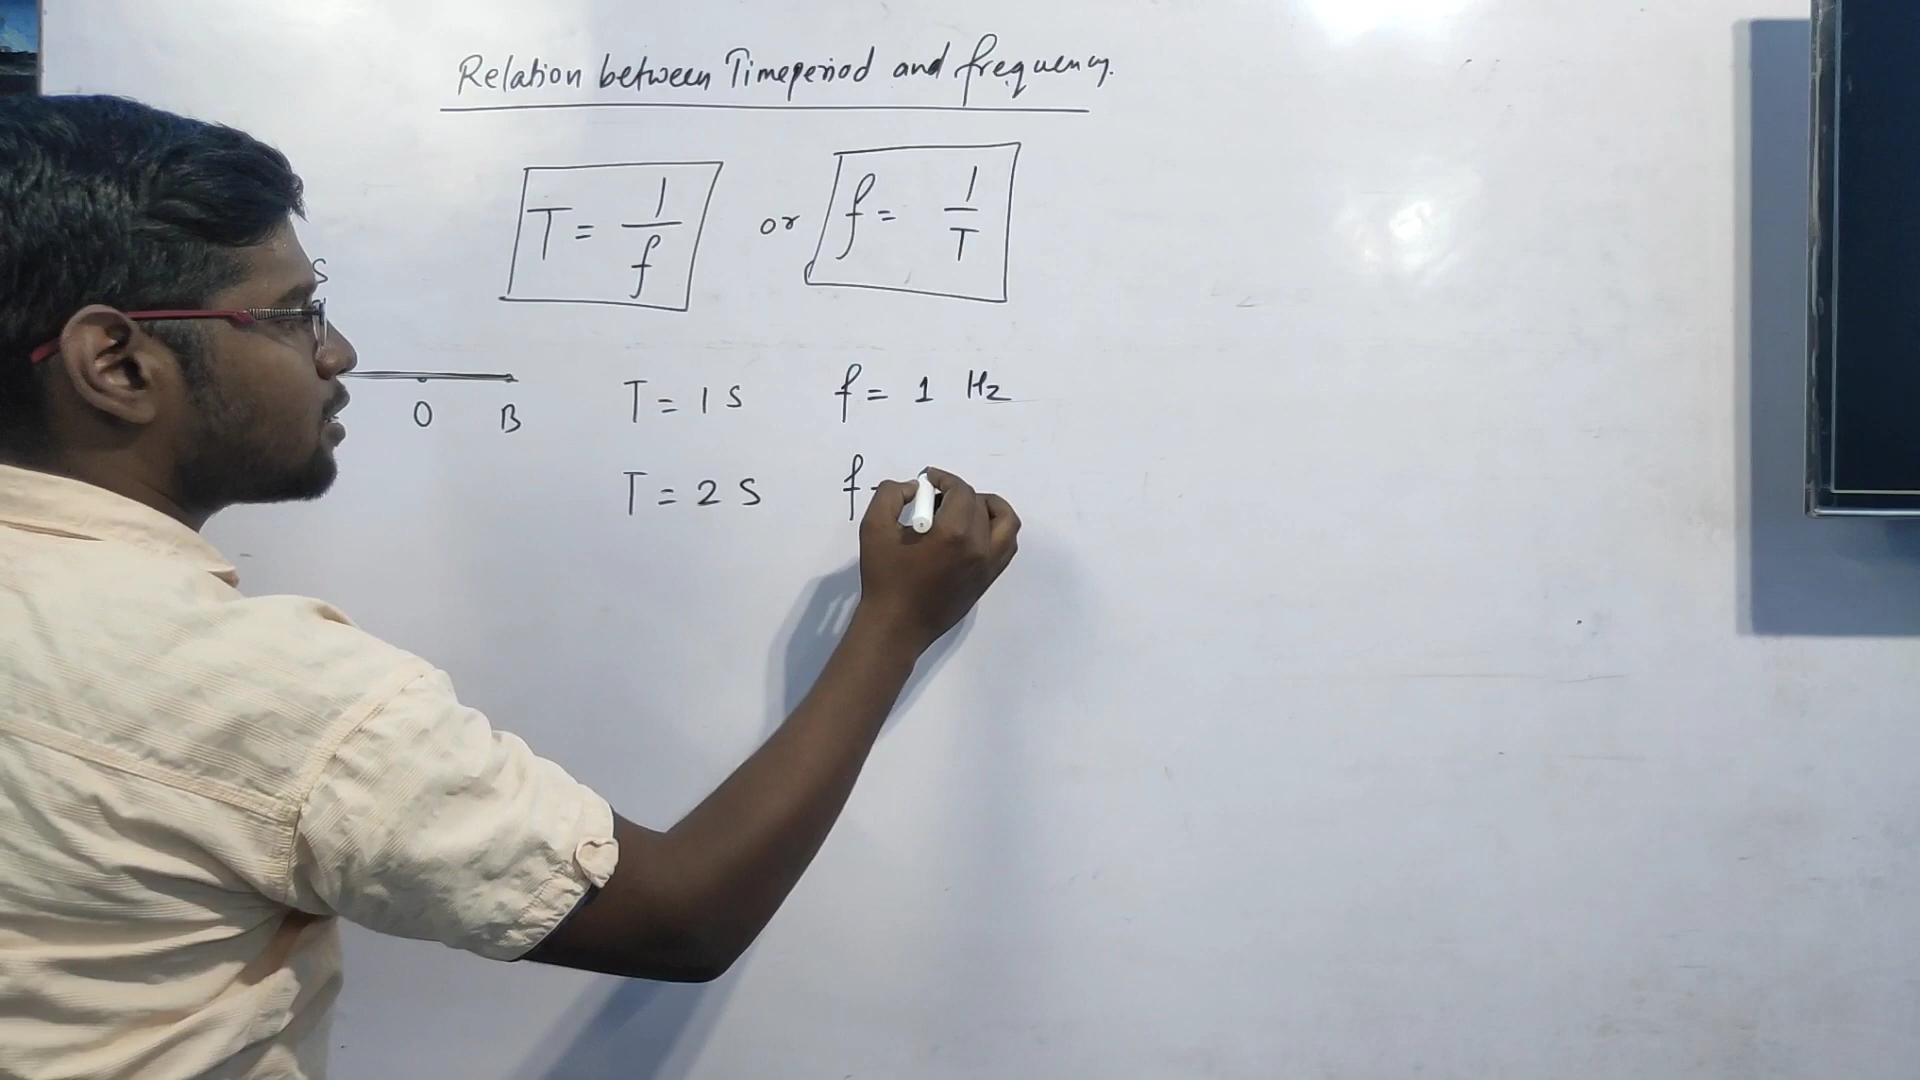 Relation between Timeperiod and frequency.
T = 1/f or f = 1/T
S
O B
T = 1 S f = 1 Hz
T = 2 S f =